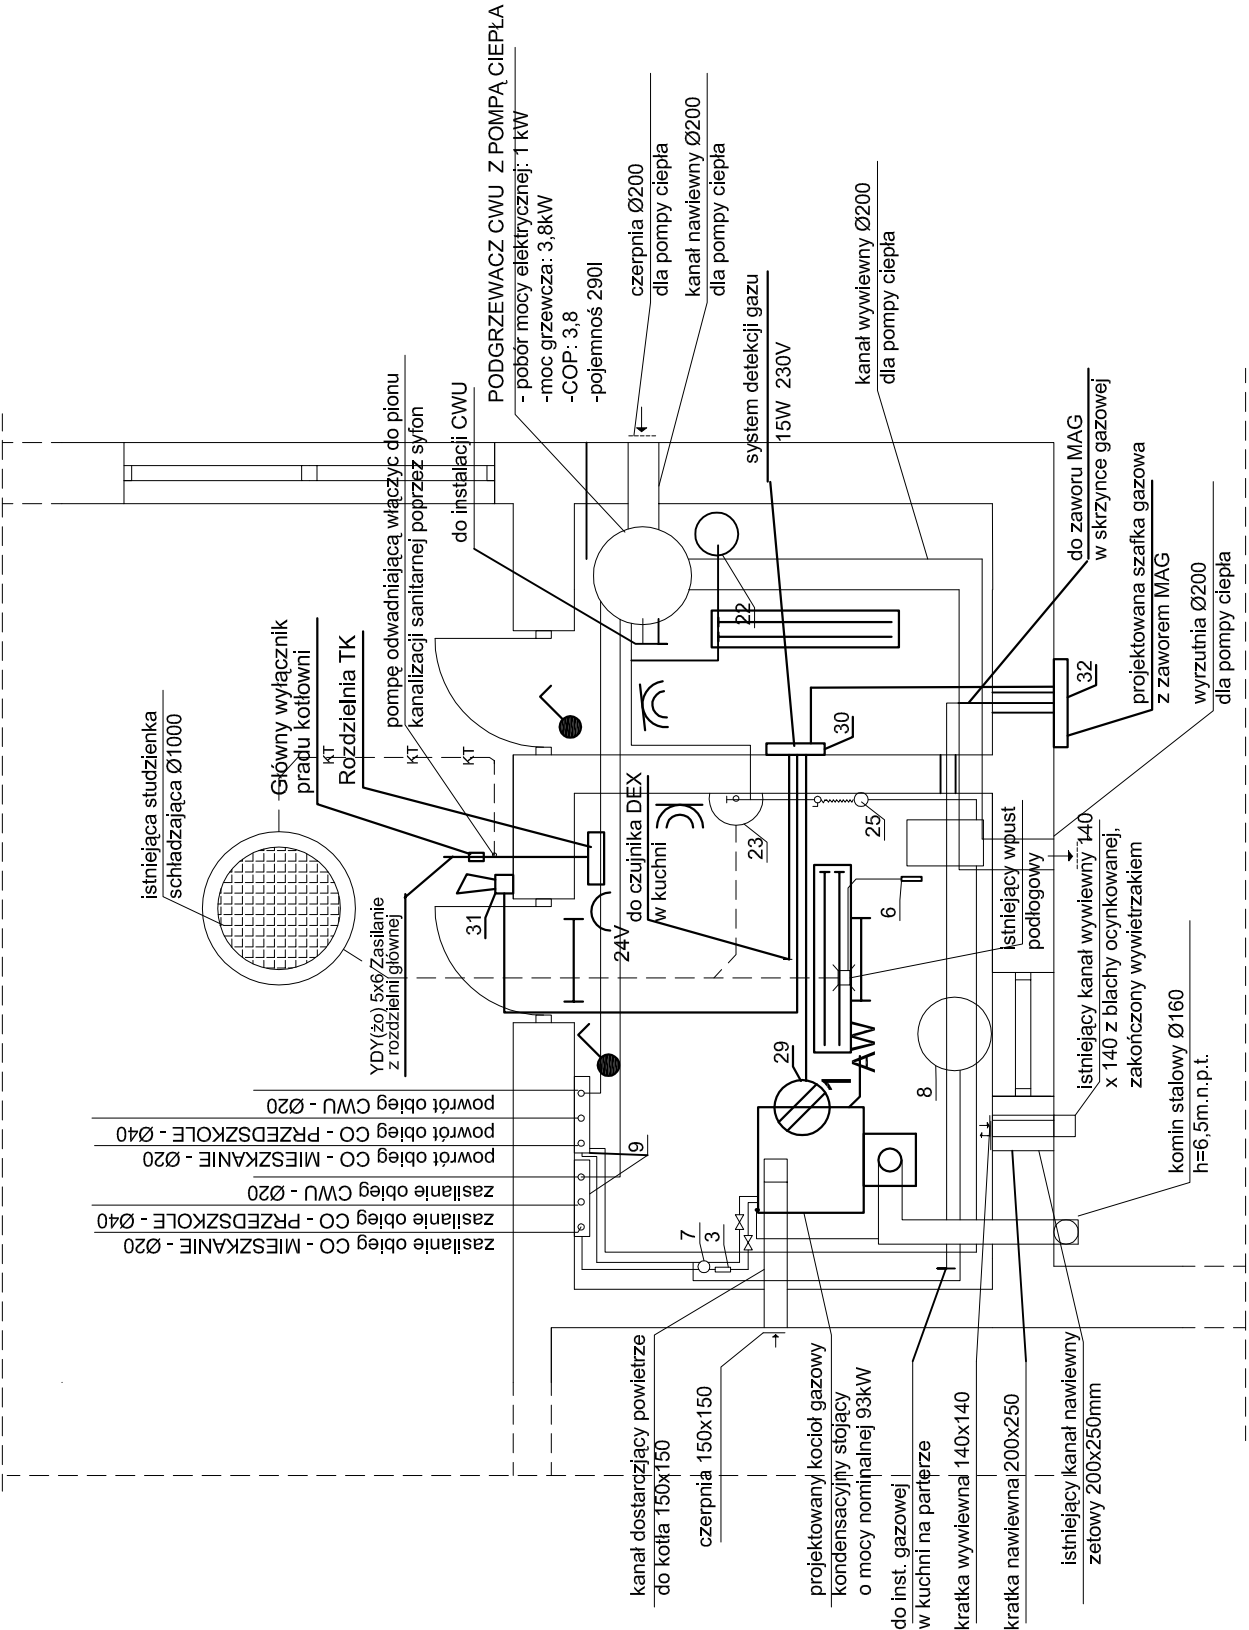 istniejąca studzienka
schładzająca Ø1000
Główny wyłącznik
pradu kotłowni
Rozdzielnia TK
pompę odwadniającą włączyc do pionu
kanalizacji sanitarnej poprzez syfon
do instalacji CWU
PODGRZEWACZ CWU Z POMPĄ CIEPŁA
- pobór mocy elektrycznej: 1 kW
-moc grzewcza: 3,8kW
-COP: 3,8
-pojemnoś 290l
czerpnia Ø200
dla pompy ciepła
kanał nawiewny Ø200
dla pompy ciepła
system detekcji gazu
15W 230V
kanał wywiewny Ø200
dla pompy ciepła
do zaworu MAG
w skrzynce gazowej
projektowana szafka gazowa
z zaworem MAG
wyrzutnia Ø200
dla pompy ciepła
KT
KT
KT
YDY(żo) 5x6 Zasilanie
z rozdzielni głównej
31
24V
do czujnika DEX
w kuchni
22
23
25
30
32
6
istniejący wpust
podłogowy
istniejący kanał wywiewny 140
x 140 z blachy ocynkowanej,
zakończony wywietrzakiem
komin stalowy Ø160
h=6,5m.n.p.t.
29
1
AW
8
9
7
3
powrót obieg CWU - Ø20
powrót obieg CO - PRZEDSZKOLE - Ø40
powrót obieg CO - MIESZKANIE - Ø20
zasilanie obieg CWU - Ø20
zasilanie obieg CO - PRZEDSZKOLE - Ø40
zasilanie obieg CO - MIESZKANIE - Ø20
kanał dostarczjący powietrze
do kotła 150x150
czerpnia 150x150
projektowany kocioł gazowy
kondensacyjny stojący
o mocy nominalnej 93kW
do inst. gazowej
w kuchni na parterze
kratka wywiewna 140x140
kratka nawiewna 200x250
istniejący kanał nawiewny
zetowy 200x250mm